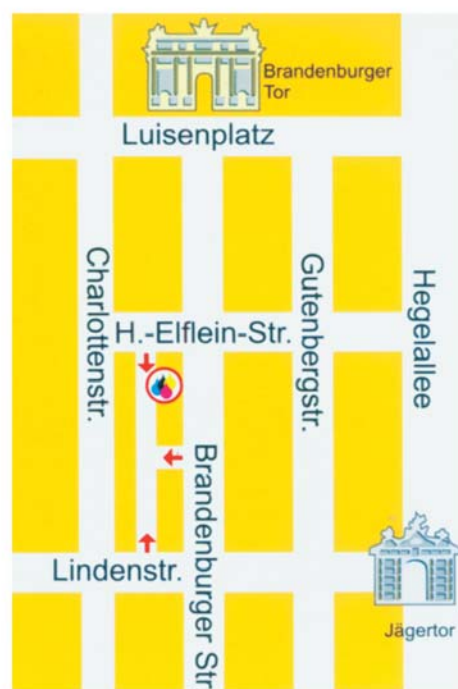 Brandenburger
Tor
Luisenplatz
Charlottenstr.
Gutenbergstr.
Hegelallee
H.-Elflein-Str.
Brandenburger Str
Lindenstr.
Jägertor